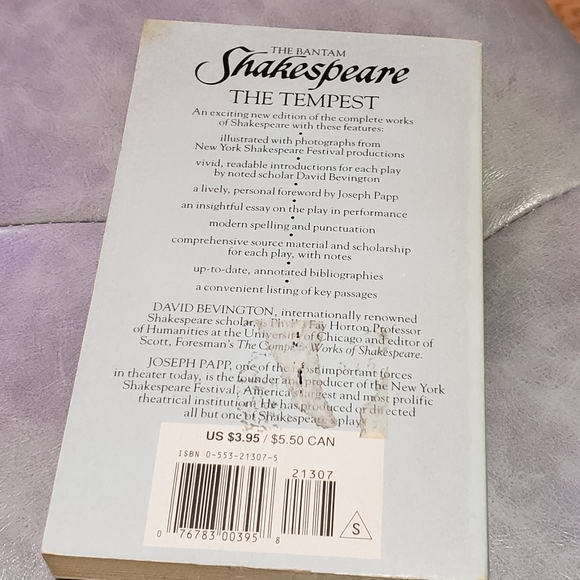 THE BANTAM
Shakespeare
THE TEMPEST
An exciting new edition of the complete works
of Shakespeare with these features:
•
illustrated with photographs from
New York Shakespeare Festival productions
•
vivid, readable introductions for each play
by noted scholar David Bevington
•
a lively, personal foreword by Joseph Papp
•
an insightful essay on the play in performance
•
modern spelling and punctuation
•
comprehensive source material and scholarship
for each play, with notes
•
up-to-date, annotated bibliographies
•
a convenient listing of key passages
DAVID BEVINGTON, internationally renowned
Shakespeare scholar, is Phyllis Fay Horton Professor
of Humanities at the University of Chicago and editor of
Scott, Foresman's The Complete Works of Shakespeare.
JOSEPH PAPP, one of the most important forces
in theater today, is the founder and producer of the New York
Shakespeare Festival, America's largest and most prolific
theatrical institution. He has produced or directed
all but one of Shakespeare's plays.
US $3.95 / $5.50 CAN
ISBN 0-553-21307-5
21307
0 76783 00395 8
S